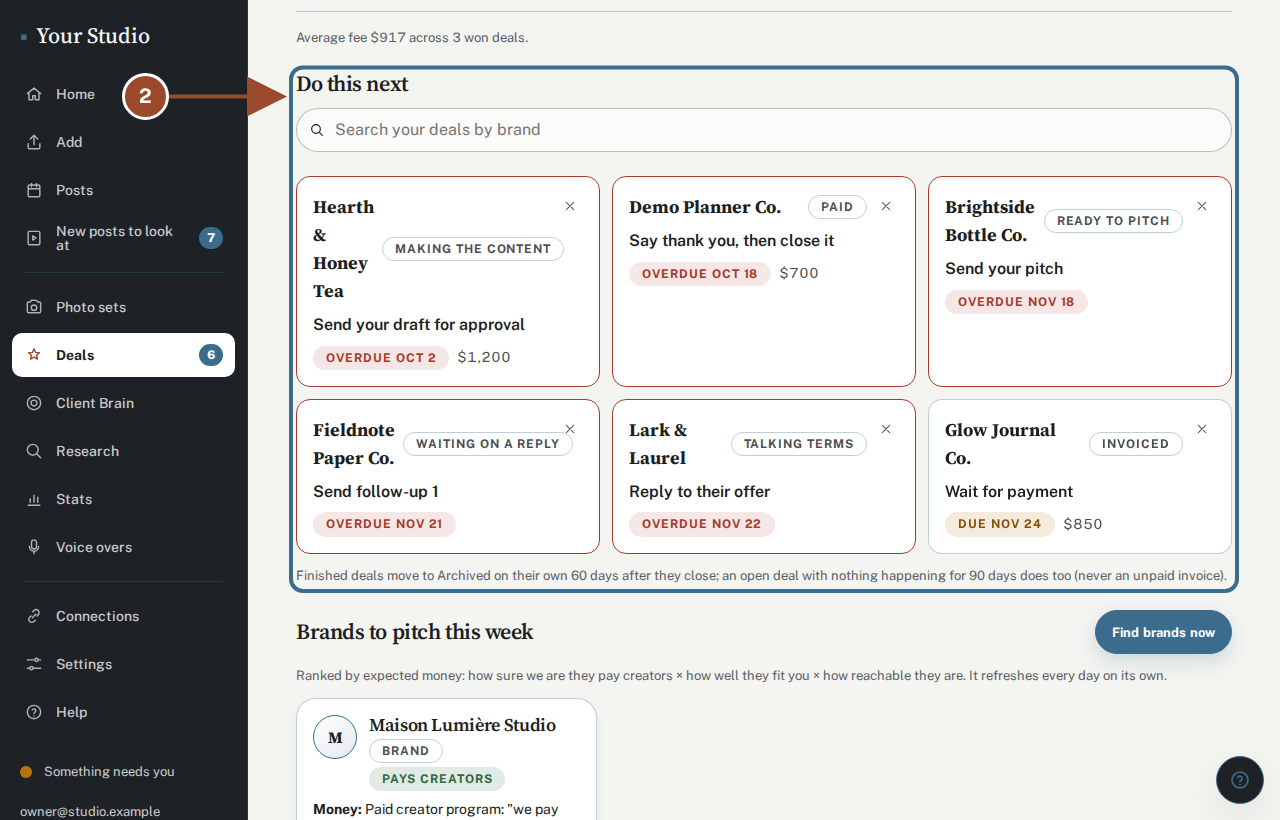 Your Studio
Home
2
Add
Posts
New posts to look at
7
Photo sets
Deals
6
Client Brain
Research
Stats
Voice overs
Connections
Settings
Help
Something needs you
owner@studio.example
Average fee $917 across 3 won deals.
Do this next
Search your deals by brand
Hearth
&
Honey
Tea
MAKING THE CONTENT
Send your draft for approval
OVERDUE OCT 2
$1,200
Demo Planner Co.
PAID
Say thank you, then close it
OVERDUE OCT 18
$700
Brightside
Bottle Co.
READY TO PITCH
Send your pitch
OVERDUE NOV 18
Fieldnote
Paper Co.
WAITING ON A REPLY
Send follow-up 1
OVERDUE NOV 21
Lark &
Laurel
TALKING TERMS
Reply to their offer
OVERDUE NOV 22
Glow Journal
Co.
INVOICED
Wait for payment
DUE NOV 24
$850
Finished deals move to Archived on their own 60 days after they close; an open deal with nothing happening for 90 days does too (never an unpaid invoice).
Brands to pitch this week
Find brands now
Ranked by expected money: how sure we are they pay creators × how well they fit you × how reachable they are. It refreshes every day on its own.
M
Maison Lumière Studio
BRAND
PAYS CREATORS
Money: Paid creator program: "we pay